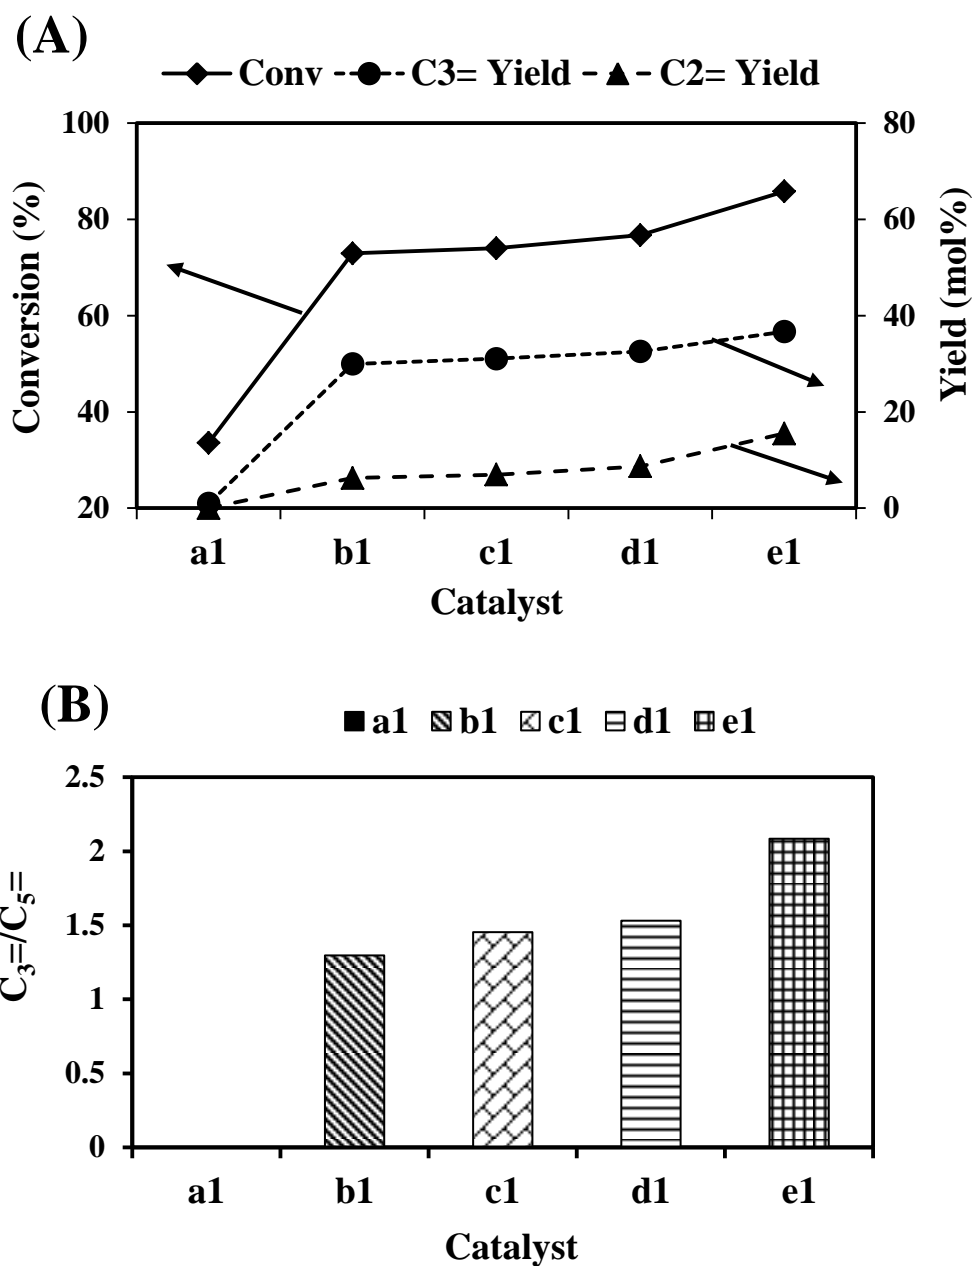 (A)
Conv C3= Yield C2= Yield
100 80
80 60
60 40
40 20
20 0
Conversion (%)
Yield (mol%)
a1 b1 c1 d1 e1
Catalyst
(B)
a1 b1 c1 d1 e1
2.5
2
1.5
1
0.5
0
C₃=/C₅=
a1 b1 c1 d1 e1
Catalyst